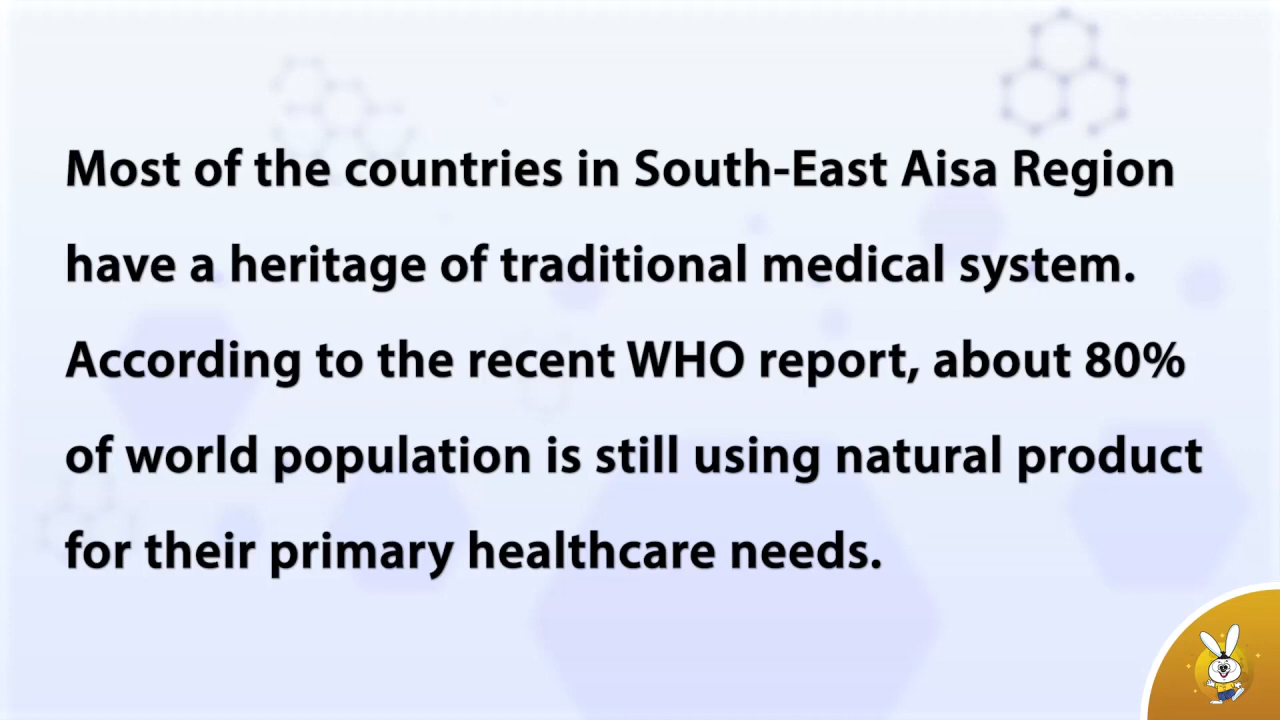 Most of the countries in South-East Aisa Region
have a heritage of traditional medical system.
According to the recent WHO report, about 80%
of world population is still using natural product
for their primary healthcare needs.